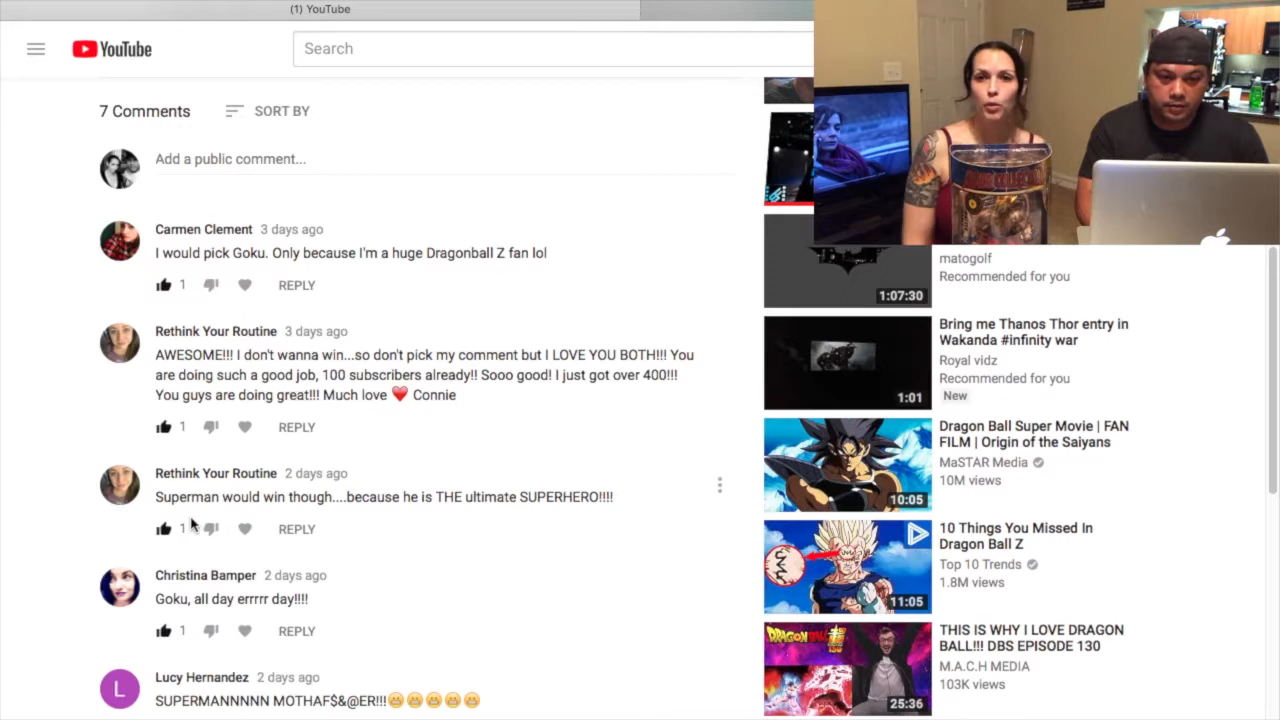 (1) YouTube
YouTube
Search
7 Comments
SORT BY
Add a public comment...
Carmen Clement 3 days ago
I would pick Goku. Only because I'm a huge Dragonball Z fan lol
1 REPLY
Rethink Your Routine 3 days ago
AWESOME!!! I don't wanna win...so don't pick my comment but I LOVE YOU BOTH!!! You
are doing such a good job, 100 subscribers already!! Sooo good! I just got over 400!!!
You guys are doing great!!! Much love ❤️ Connie
1 REPLY
Rethink Your Routine 2 days ago
Superman would win though....because he is THE ultimate SUPERHERO!!!!
1 REPLY
Christina Bamper 2 days ago
Goku, all day errrrr day!!!!
1 REPLY
L
Lucy Hernandez 2 days ago
SUPERMANNNNN MOTHAF$&@ER!!!😁😁😁😁😁
matogolf
Recommended for you
1:07:30
Bring me Thanos Thor entry in
Wakanda #infinity war
Royal vidz
Recommended for you
New
1:01
Dragon Ball Super Movie | FAN
FILM | Origin of the Saiyans
MaSTAR Media
10M views
10:05
10 Things You Missed In
Dragon Ball Z
Top 10 Trends
1.8M views
11:05
THIS IS WHY I LOVE DRAGON
BALL!!! DBS EPISODE 130
M.A.C.H MEDIA
103K views
25:36